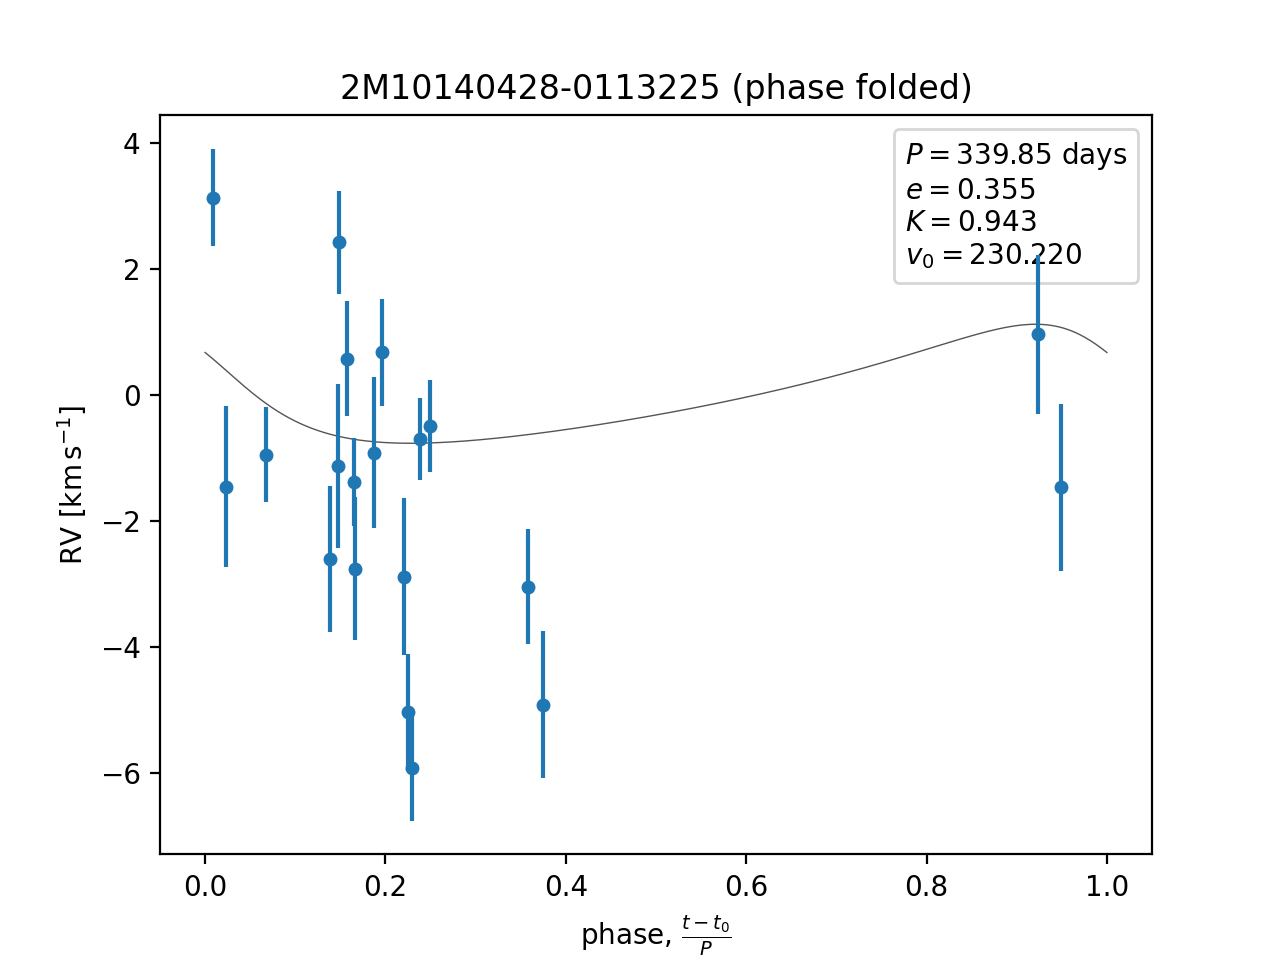 2M10140428-0113225 (phase folded)
P = 339.85 days
e = 0.355
K = 0.943
v₀ = 230.220
4
2
0
−2
−4
−6
RV [km s⁻¹]
0.0 0.2 0.4 0.6 0.8 1.0
phase, (t − t₀)/P